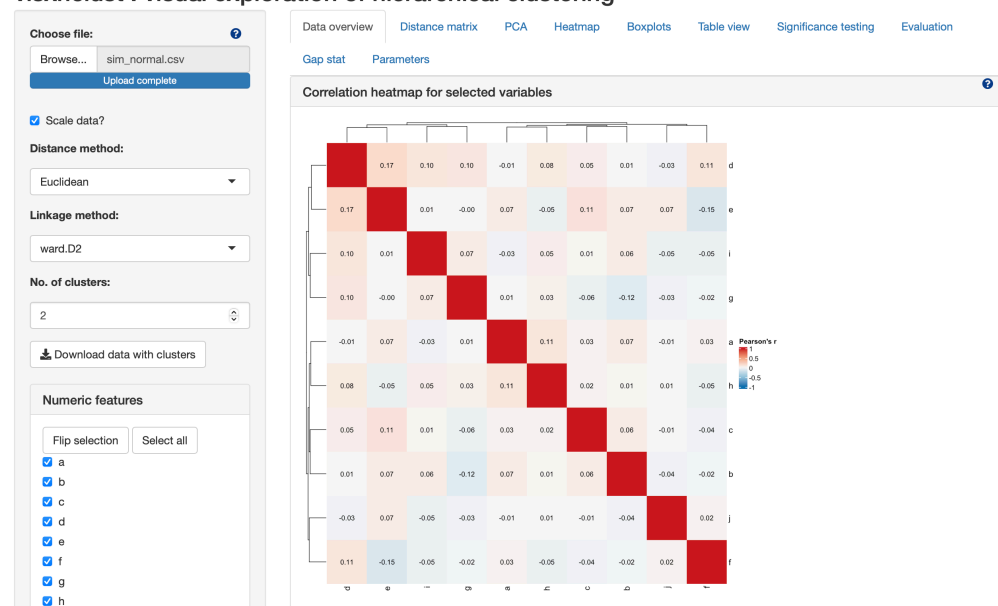 Choose file:
Browse... sim_normal.csv
Upload complete
Scale data?
Distance method:
Euclidean
Linkage method:
ward.D2
No. of clusters:
2
Download data with clusters
Numeric features
Flip selection Select all
a
b
c
d
e
f
g
h
Data overview Distance matrix PCA Heatmap Boxplots Table view Significance testing Evaluation
Gap stat Parameters
Correlation heatmap for selected variables
0.17 0.10 0.10 -0.01 0.08 0.05 0.01 -0.03 0.11 d
0.17 0.01 -0.00 0.07 -0.05 0.11 0.07 0.07 -0.15 e
0.10 0.01 0.07 -0.03 0.05 0.01 0.06 -0.05 -0.05 i
0.10 -0.00 0.07 0.01 0.03 -0.06 -0.12 -0.03 -0.02 g
-0.01 0.07 -0.03 0.01 0.11 0.03 0.07 -0.01 0.03 a
0.08 -0.05 0.05 0.03 0.11 0.02 0.01 0.01 -0.05 h
0.05 0.11 0.01 -0.06 0.03 0.02 0.06 -0.01 -0.04 c
0.01 0.07 0.06 -0.12 0.07 0.01 0.06 -0.04 -0.02 b
-0.03 0.07 -0.05 -0.03 -0.01 0.01 -0.01 -0.04 0.02 j
0.11 -0.15 -0.05 -0.02 0.03 -0.05 -0.04 -0.02 0.02 f
d e i g a h c b j f
Pearson's r
1
0.5
0
-0.5
-1